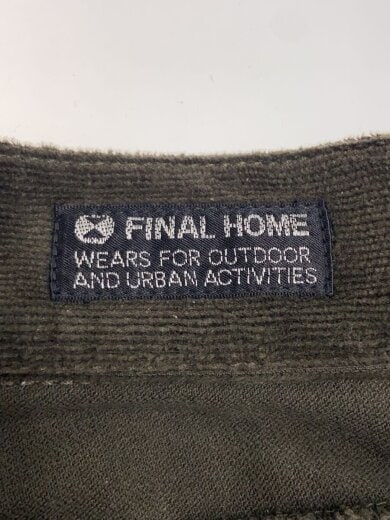 FINAL HOME
WEARS FOR OUTDOOR
AND URBAN ACTIVITIES